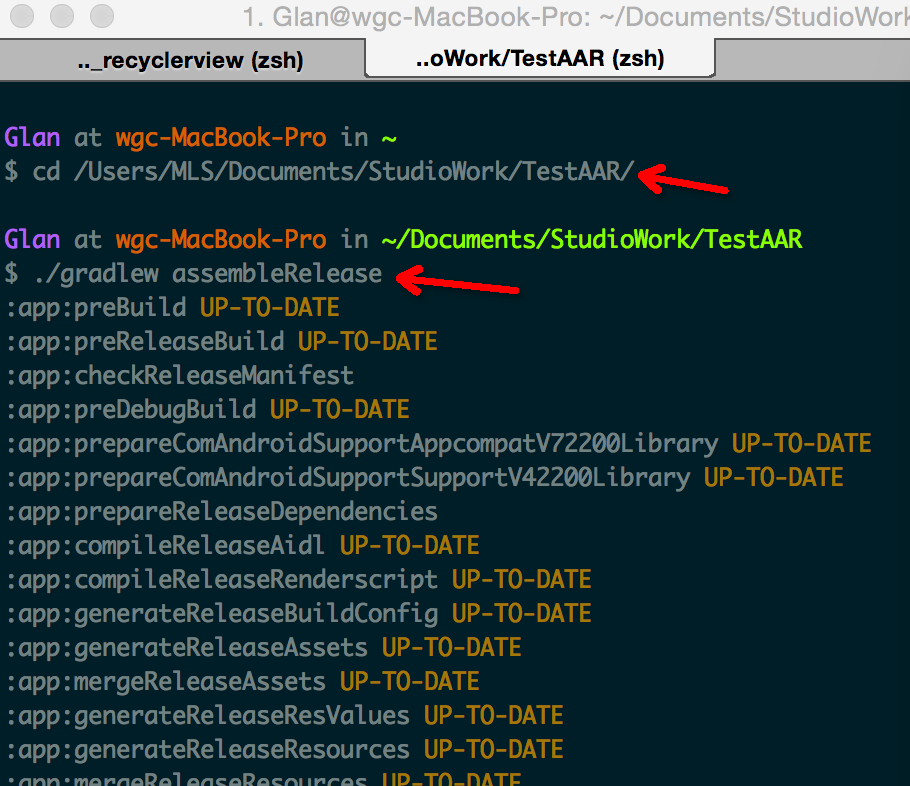 1. Glan@wgc-MacBook-Pro: ~/Documents/StudioWork
.._recyclerview (zsh)
..oWork/TestAAR (zsh)
Glan at wgc-MacBook-Pro in ~
$ cd /Users/MLS/Documents/StudioWork/TestAAR/
Glan at wgc-MacBook-Pro in ~/Documents/StudioWork/TestAAR
$ ./gradlew assembleRelease
:app:preBuild UP-TO-DATE
:app:preReleaseBuild UP-TO-DATE
:app:checkReleaseManifest
:app:preDebugBuild UP-TO-DATE
:app:prepareComAndroidSupportAppcompatV72200Library UP-TO-DATE
:app:prepareComAndroidSupportSupportV42200Library UP-TO-DATE
:app:prepareReleaseDependencies
:app:compileReleaseAidl UP-TO-DATE
:app:compileReleaseRenderscript UP-TO-DATE
:app:generateReleaseBuildConfig UP-TO-DATE
:app:generateReleaseAssets UP-TO-DATE
:app:mergeReleaseAssets UP-TO-DATE
:app:generateReleaseResValues UP-TO-DATE
:app:generateReleaseResources UP-TO-DATE
:app:mergeReleaseResources UP-TO-DATE